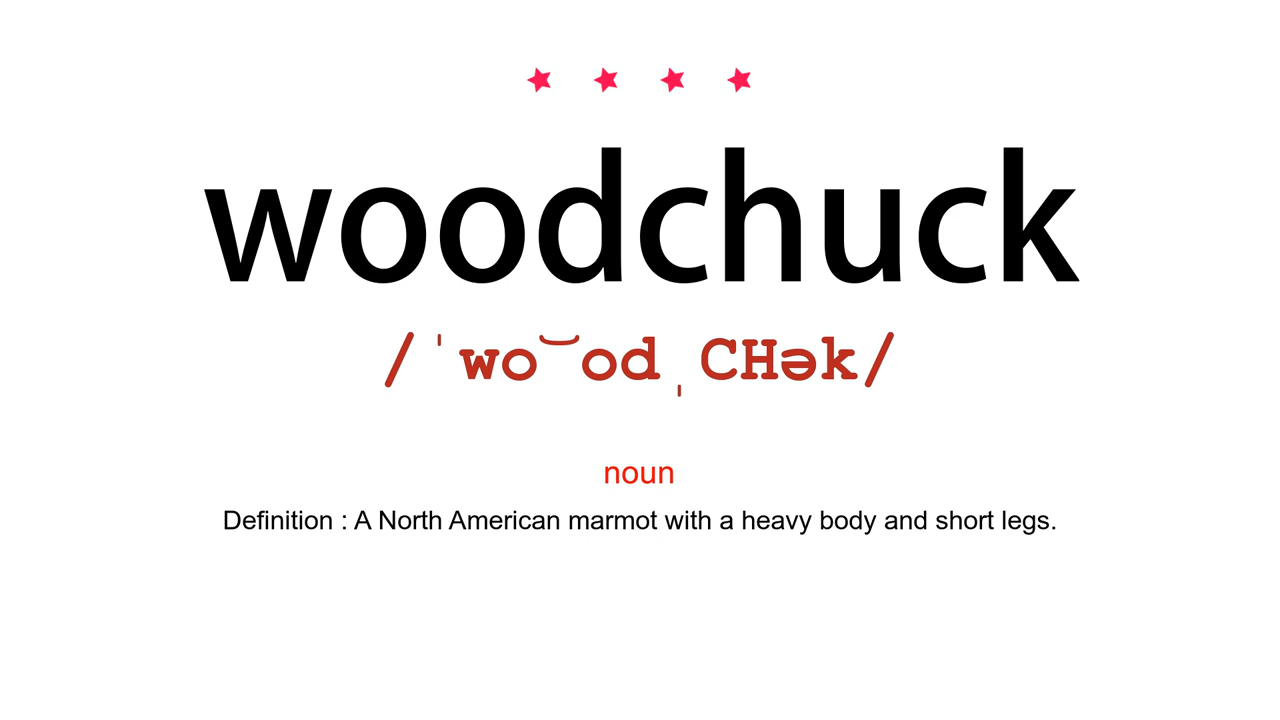 woodchuck
/ˈwo͝odˌCHək/
noun
Definition : A North American marmot with a heavy body and short legs.